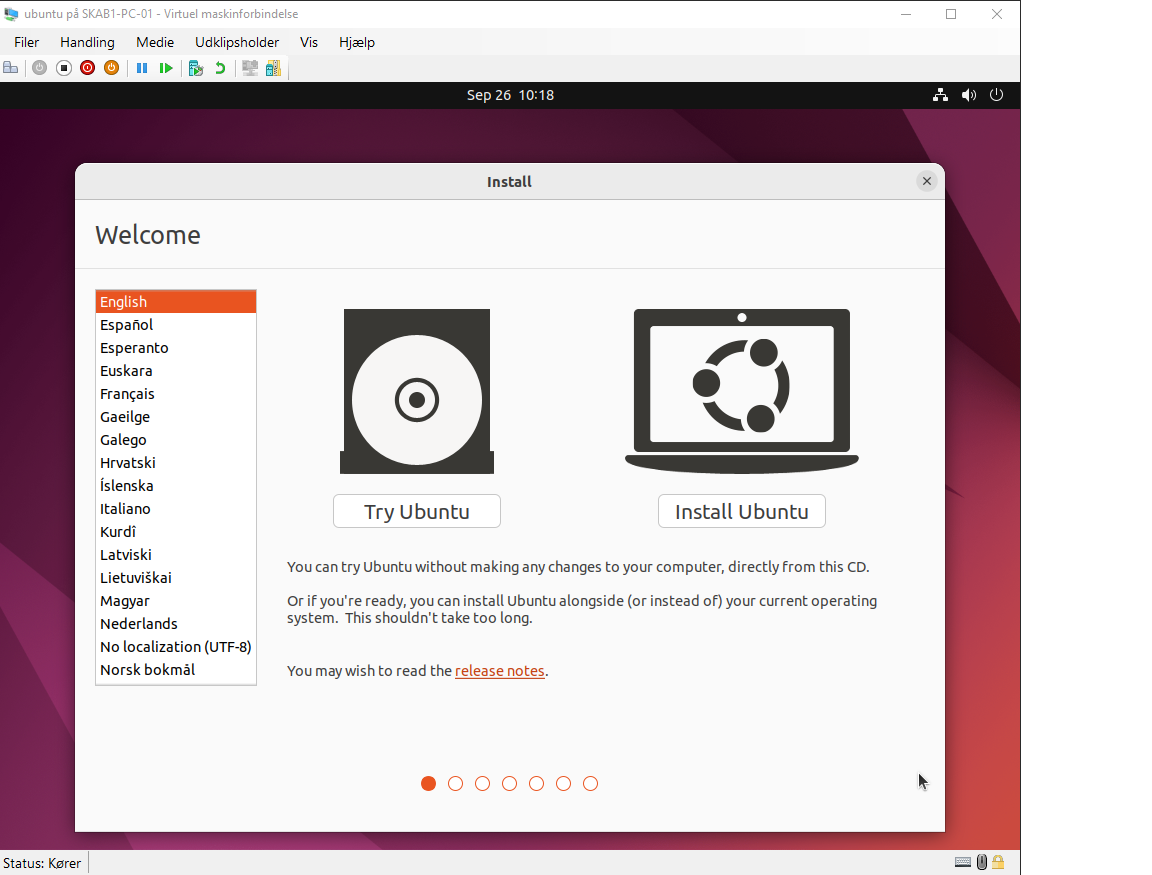 ubuntu på SKAB1-PC-01 - Virtuel maskinforbindelse
Filer Handling Medie Udklipsholder Vis Hjælp
Sep 26 10:18
Install
Welcome
English
Español
Esperanto
Euskara
Français
Gaeilge
Galego
Hrvatski
Íslenska
Italiano
Kurdî
Latviski
Lietuviškai
Magyar
Nederlands
No localization (UTF-8)
Norsk bokmål
Try Ubuntu
Install Ubuntu
You can try Ubuntu without making any changes to your computer, directly from this CD.
Or if you're ready, you can install Ubuntu alongside (or instead of) your current operating
system. This shouldn't take too long.
You may wish to read the release notes.
Status: Kører